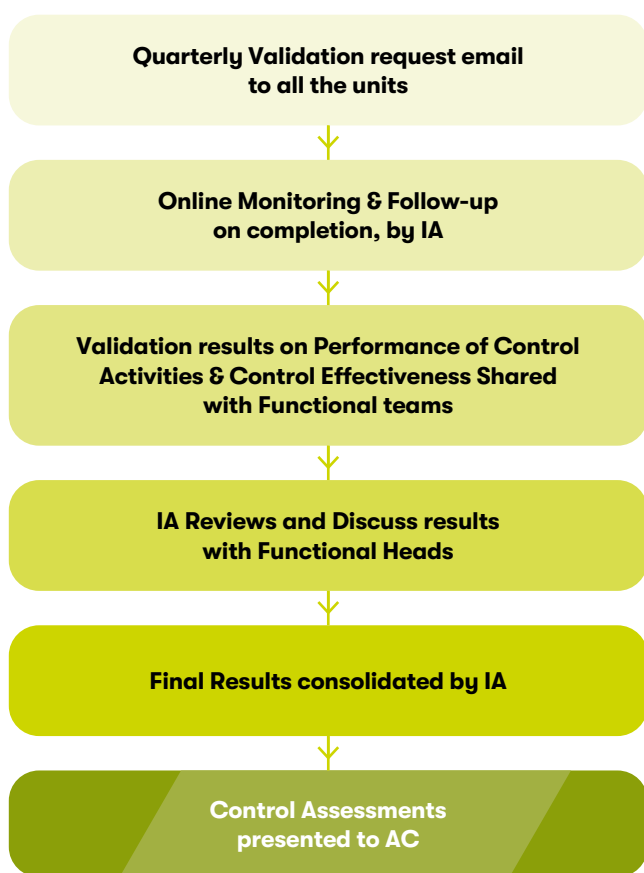 Quarterly Validation request email
to all the units
Online Monitoring & Follow-up
on completion, by IA
Validation results on Performance of Control
Activities & Control Effectiveness Shared
with Functional teams
IA Reviews and Discuss results
with Functional Heads
Final Results consolidated by IA
Control Assessments
presented to AC